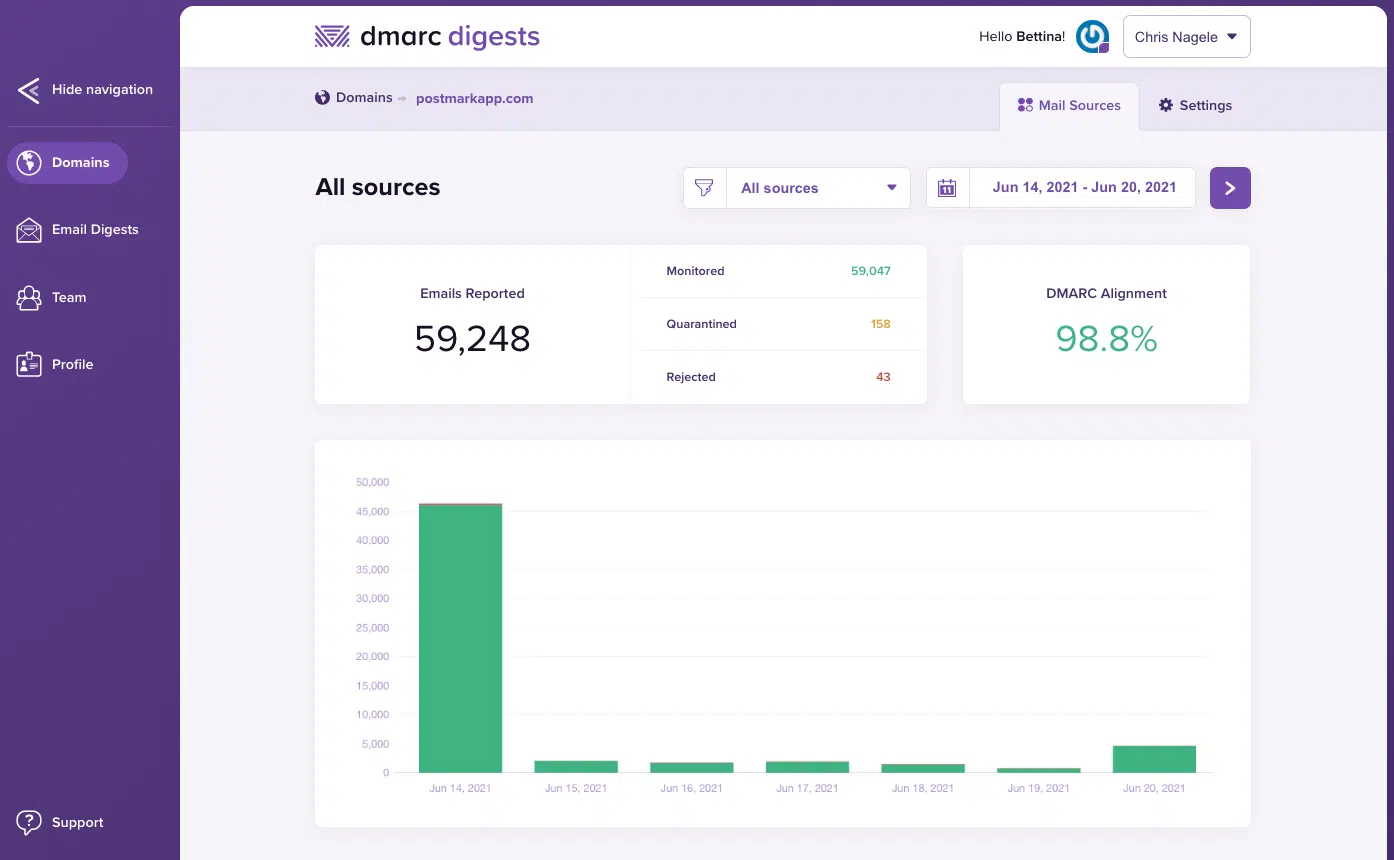 dmarc digests
Hello Bettina!
Chris Nagele
Hide navigation
Domains
Email Digests
Team
Profile
Support
Domains
postmarkapp.com
Mail Sources
Settings
All sources
All sources
11
Jun 14, 2021 - Jun 20, 2021
Emails Reported
59,248
Monitored 59,047
Quarantined 158
Rejected 43
DMARC Alignment
98.8%
50,000
45,000
40,000
35,000
30,000
25,000
20,000
15,000
10,000
5,000
0
Jun 14, 2021 Jun 15, 2021 Jun 16, 2021 Jun 17, 2021 Jun 18, 2021 Jun 19, 2021 Jun 20, 2021